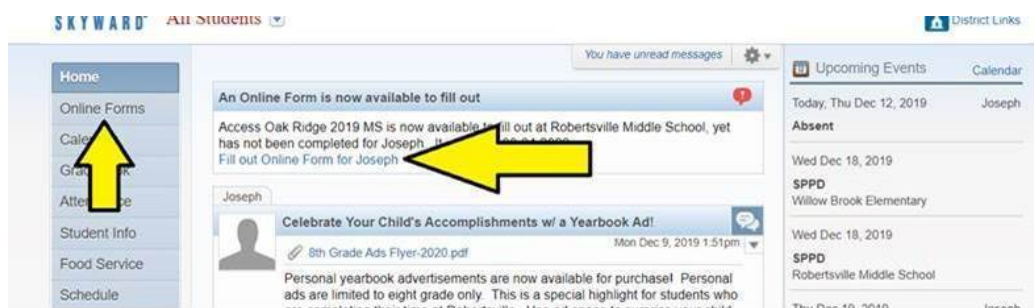 SKYWARD All Students
District Links
You have unread messages
Home
Online Forms
Attendance
Student Info
Food Service
Schedule
An Online Form is now available to fill out
Access Oak Ridge 2019 MS is now available to fill out at Robertsville Middle School, yet
has not been completed for Joseph.
Fill out Online Form for Joseph
Joseph
Celebrate Your Child's Accomplishments w/ a Yearbook Ad!
8th Grade Ads Flyer-2020.pdf
Mon Dec 9, 2019 1:51pm
Personal yearbook advertisements are now available for purchase! Personal
ads are limited to eight grade only. This is a special highlight for students who
Upcoming Events Calendar
Today, Thu Dec 12, 2019 Joseph
Absent
Wed Dec 18, 2019
SPPD
Willow Brook Elementary
Wed Dec 18, 2019
SPPD
Robertsville Middle School
Thu Dec 19, 2019 Joseph